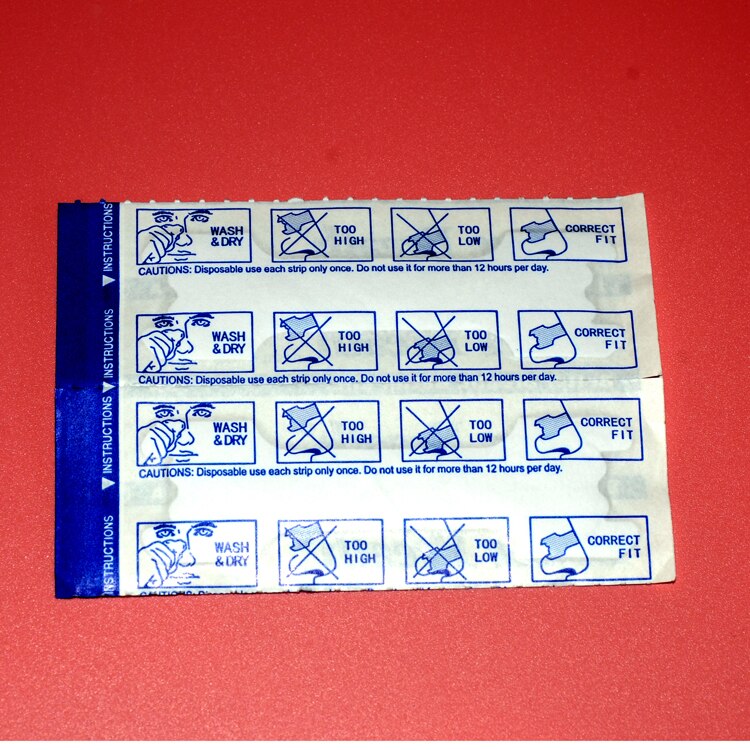 INSTRUCTIONS
WASH & DRY
TOO HIGH
TOO LOW
CORRECT FIT
CAUTIONS: Disposable use each strip only once. Do not use it for more than 12 hours per day.
INSTRUCTIONS
WASH & DRY
TOO HIGH
TOO LOW
CORRECT FIT
CAUTIONS: Disposable use each strip only once. Do not use it for more than 12 hours per day.
INSTRUCTIONS
WASH & DRY
TOO HIGH
TOO LOW
CORRECT FIT
CAUTIONS: Disposable use each strip only once. Do not use it for more than 12 hours per day.
INSTRUCTIONS
WASH & DRY
TOO HIGH
TOO LOW
CORRECT FIT